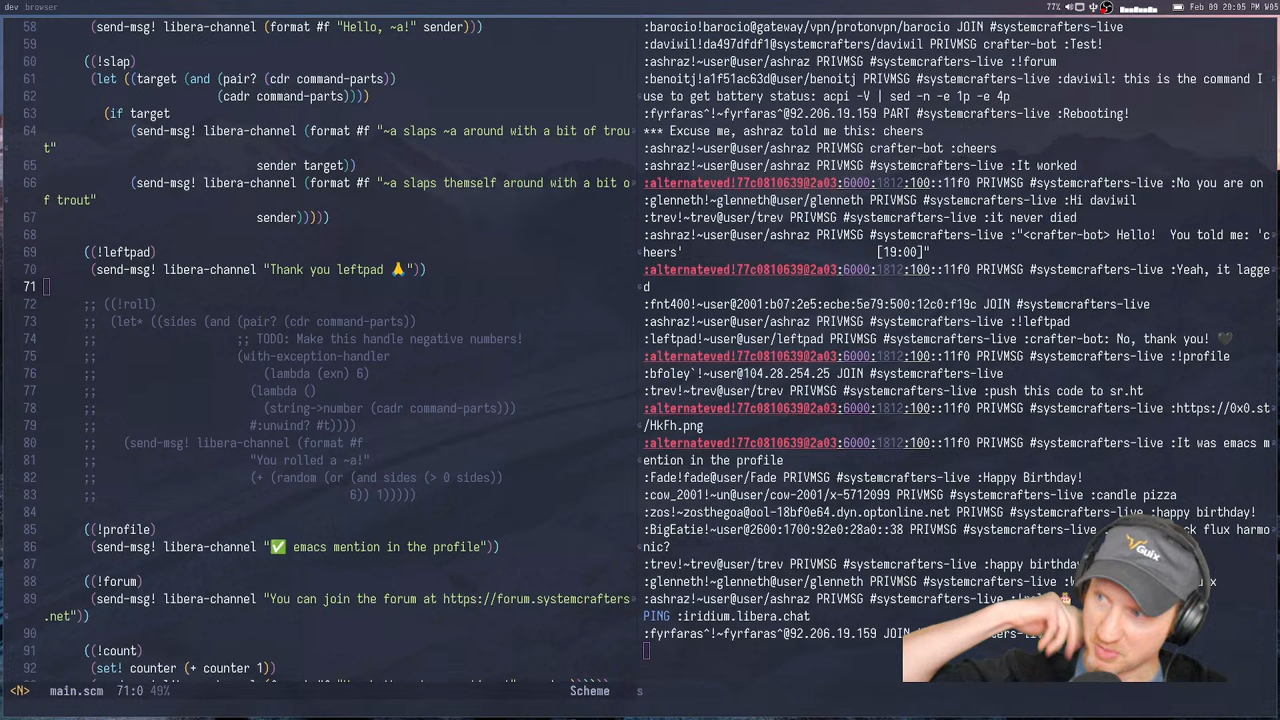 dev browser
77%
Feb 09 20:05 PM W05
58 (send-msg! libera-channel (format #f "Hello, ~a!" sender)))
59
60 ((!slap)
61 (let ((target (and (pair? (cdr command-parts))
62 (cadr command-parts))))
63 (if target
64 (send-msg! libera-channel (format #f "~a slaps ~a around with a bit of trou
t"
65 sender target))
66 (send-msg! libera-channel (format #f "~a slaps themself around with a bit o
f trout"
67 sender)))))
68
69 ((!leftpad)
70 (send-msg! libera-channel "Thank you leftpad 🙏"))
71
72 ;; ((!roll)
73 ;; (let* ((sides (and (pair? (cdr command-parts))
74 ;; ;; TODO: Make this handle negative numbers!
75 ;; (with-exception-handler
76 ;; (lambda (exn) 6)
77 ;; (lambda ()
78 ;; (string->number (cadr command-parts)))
79 ;; #:unwind? #t))))
80 ;; (send-msg! libera-channel (format #f
81 ;; "You rolled a ~a!"
82 ;; (+ (random (or (and sides (> 0 sides))
83 ;; 6)) 1)))))
84
85 ((!profile)
86 (send-msg! libera-channel "✅ emacs mention in the profile"))
87
88 ((!forum)
89 (send-msg! libera-channel "You can join the forum at https://forum.systemcrafters
.net"))
90
91 ((!count)
92 (set! counter (+ counter 1))
<N> main.scm 71:0 49% Scheme
:barocio!barocio@gateway/vpn/protonvpn/barocio JOIN #systemcrafters-live
:daviwil!da497dfdf1@systemcrafters/daviwil PRIVMSG crafter-bot :Test!
:ashraz!ashraz@user/ashraz PRIVMSG #systemcrafters-live :!forum
:benoitj!a1f51ac63d@user/benoitj PRIVMSG #systemcrafters-live :daviwil: this is the command I
use to get battery status: acpi -V | sed -n -e 1p -e 4p
:fyrfaras^!~fyrfaras^@92.206.19.159 PART #systemcrafters-live :Rebooting!
*** Excuse me, ashraz told me this: cheers
:ashraz!ashraz@user/ashraz PRIVMSG crafter-bot :cheers
:ashraz!ashraz@user/ashraz PRIVMSG #systemcrafters-live :It worked
:alternateved!77c0810639@2a03:6000:1812:100::11f0 PRIVMSG #systemcrafters-live :No you are on
:glenneth!~glenneth@user/glenneth PRIVMSG #systemcrafters-live :Hi daviwil
:trev!~trev@user/trev PRIVMSG #systemcrafters-live :it never died
:ashraz!ashraz@user/ashraz PRIVMSG #systemcrafters-live :"<crafter-bot> Hello! You told me: 'c
heers' [19:00]"
:alternateved!77c0810639@2a03:6000:1812:100::11f0 PRIVMSG #systemcrafters-live :Yeah, it lagge
d
:fnt400!~user@2001:b07:2e5:ecbe:5e79:500:12c0:f19c JOIN #systemcrafters-live
:ashraz!ashraz@user/ashraz PRIVMSG #systemcrafters-live :!leftpad
:leftpad!~user@user/leftpad PRIVMSG #systemcrafters-live :crafter-bot: No, thank you! 🖤
:alternateved!77c0810639@2a03:6000:1812:100::11f0 PRIVMSG #systemcrafters-live :!profile
:bfoley`!~user@104.28.254.25 JOIN #systemcrafters-live
:trev!~trev@user/trev PRIVMSG #systemcrafters-live :push this code to sr.ht
:alternateved!77c0810639@2a03:6000:1812:100::11f0 PRIVMSG #systemcrafters-live :https://0x0.st
/HkFh.png
:alternateved!77c0810639@2a03:6000:1812:100::11f0 PRIVMSG #systemcrafters-live :It was emacs m
ention in the profile
:Fade!fade@user/Fade PRIVMSG #systemcrafters-live :Happy Birthday!
:cow_2001!~un@user/cow-2001/x-5712099 PRIVMSG #systemcrafters-live :candle pizza
:zos!~zosthegoa@ool-18bf0e64.dyn.optonline.net PRIVMSG #systemcrafters-live :happy birthday!
:BigEatie!~user@2600:1700:92e0:28a0::38 PRIVMSG #systemcrafters-live flux harmo
nic?
:trev!~trev@user/trev PRIVMSG #systemcrafters-live :happy birthda
:glenneth!~glenneth@user/glenneth PRIVMSG #systemcrafters-live
:ashraz!ashraz@user/ashraz PRIVMSG #systemcrafters-live
PING :iridium.libera.chat
:fyrfaras^!~fyrfaras^@92.206.19.159 JOIN
Guix